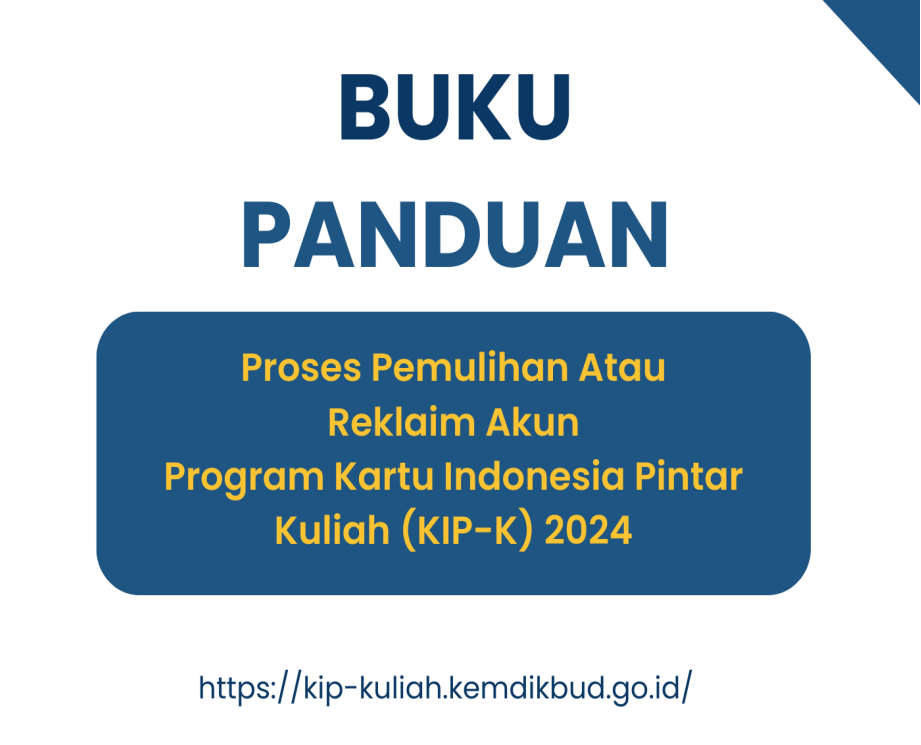 BUKU
PANDUAN
Proses Pemulihan Atau
Reklaim Akun
Program Kartu Indonesia Pintar
Kuliah (KIP-K) 2024
https://kip-kuliah.kemdikbud.go.id/